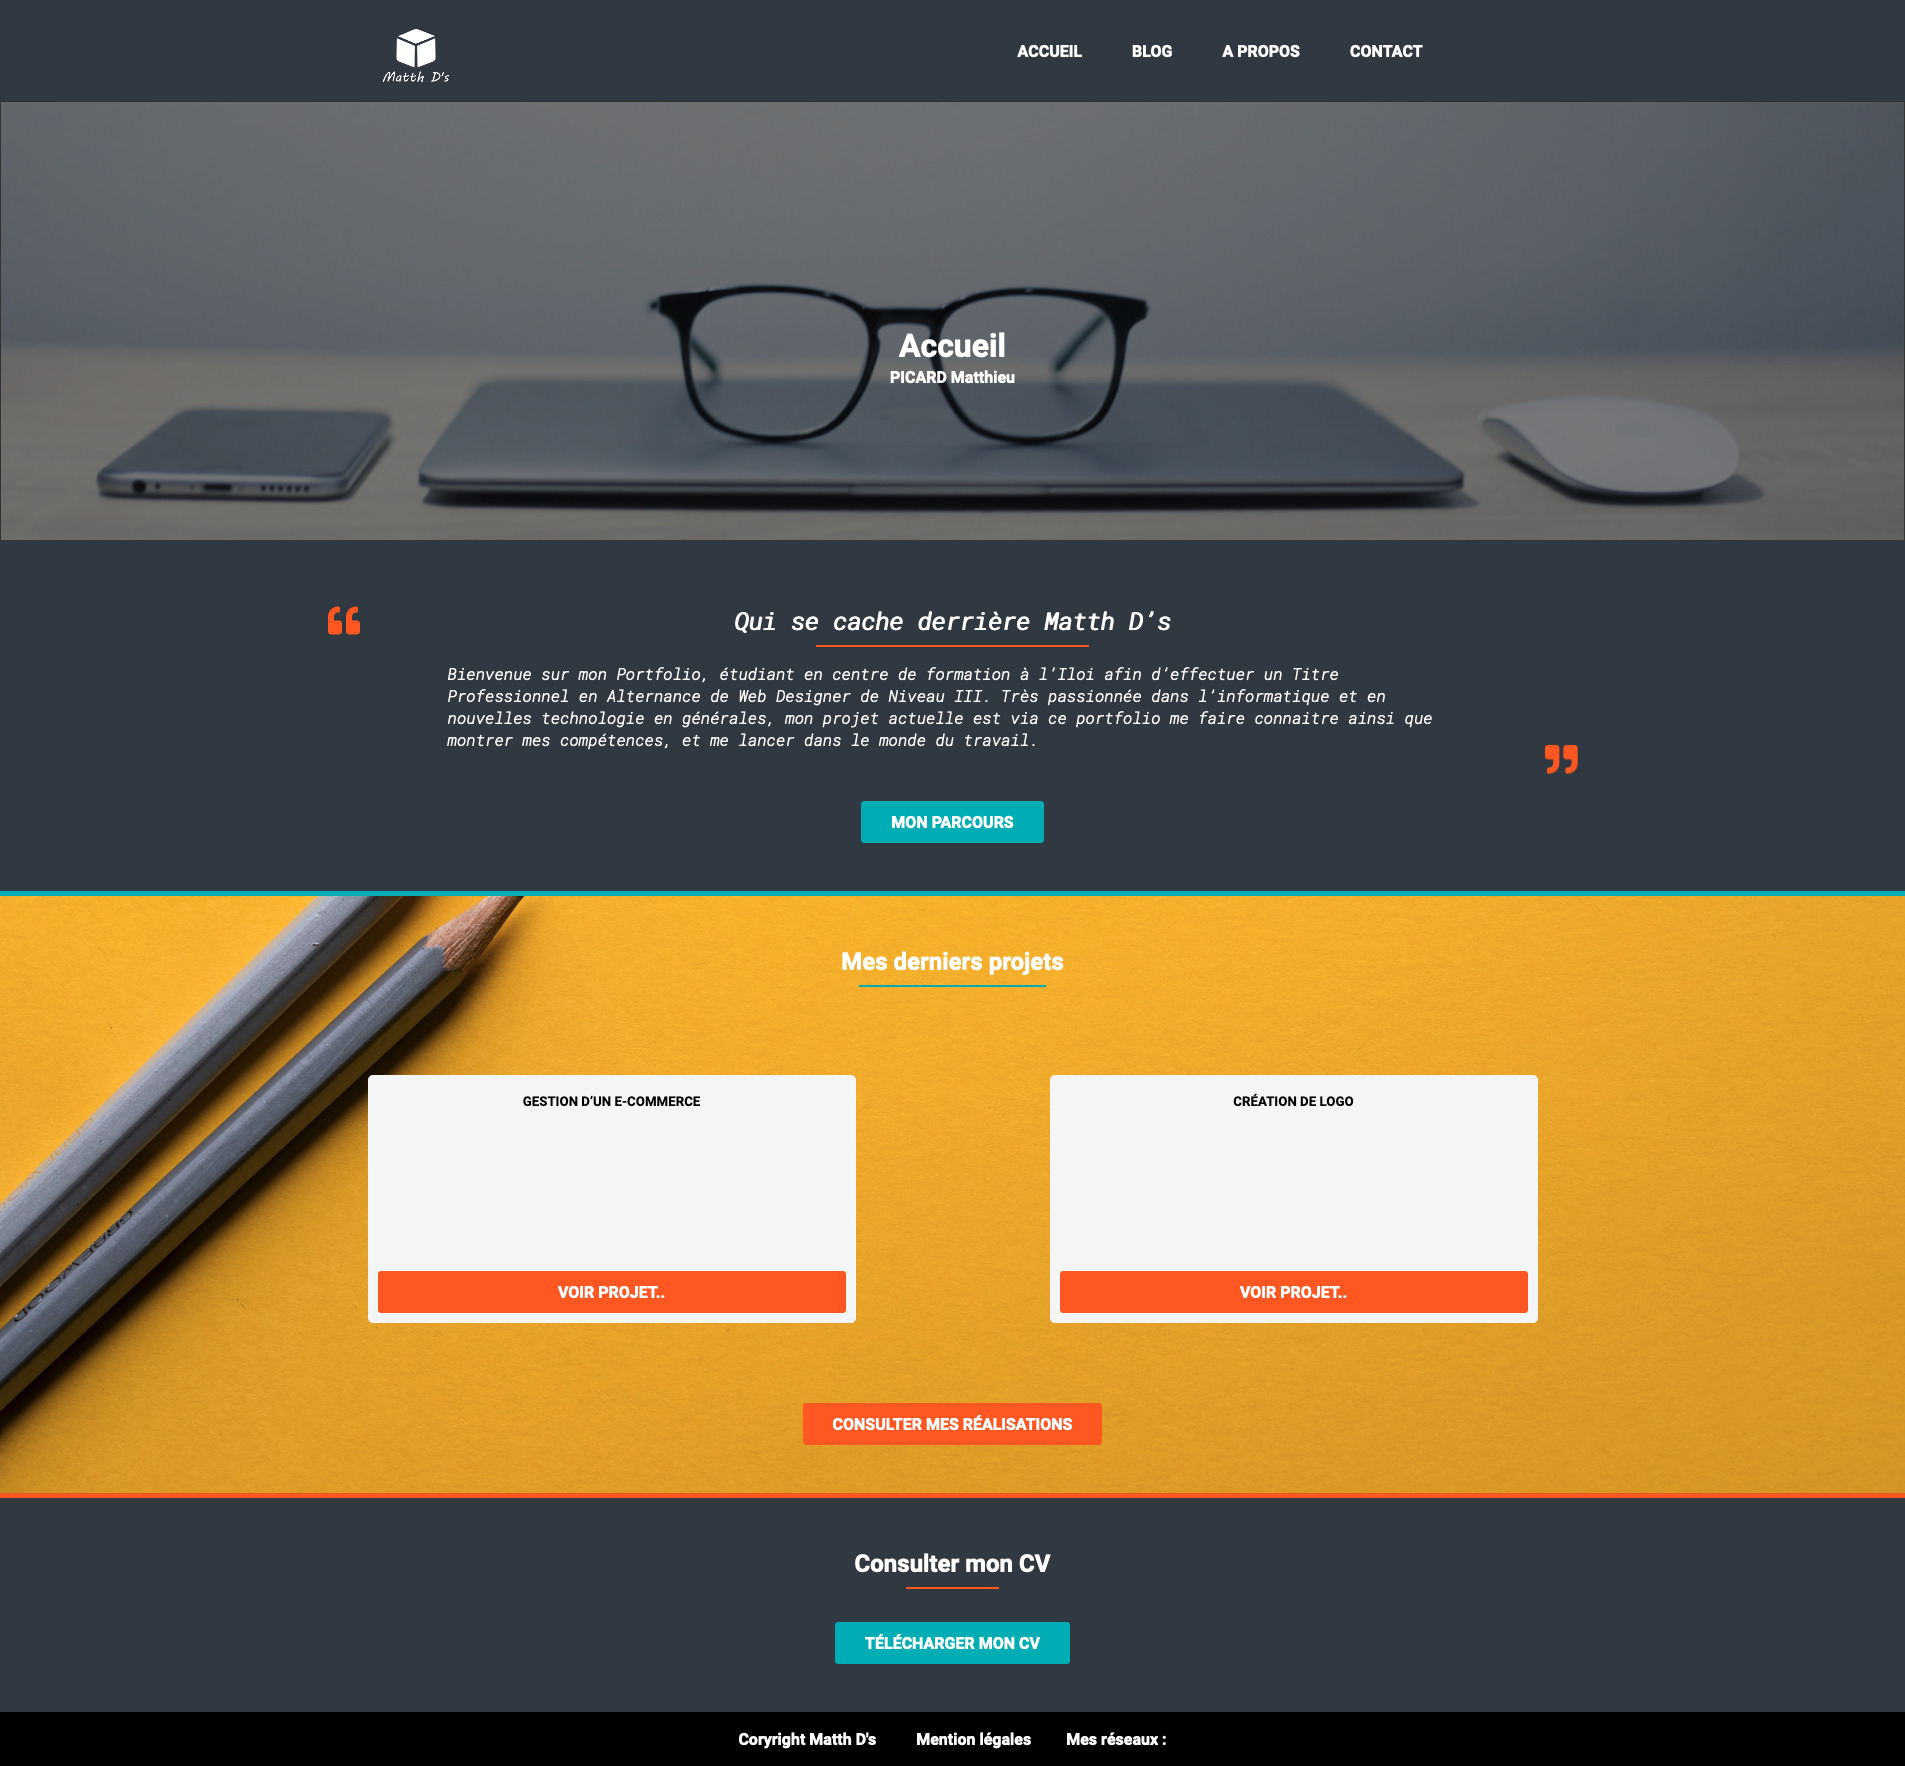 Matth D's
ACCUEIL BLOG A PROPOS CONTACT
Accueil
PICARD Matthieu
Qui se cache derrière Matth D’s
Bienvenue sur mon Portfolio, étudiant en centre de formation à l’Iloi afin d’effectuer un Titre
Professionnel en Alternance de Web Designer de Niveau III. Très passionnée dans l’informatique et en
nouvelles technologie en générales, mon projet actuelle est via ce portfolio me faire connaitre ainsi que
montrer mes compétences, et me lancer dans le monde du travail.
MON PARCOURS
Mes derniers projets
GESTION D’UN E-COMMERCE
CRÉATION DE LOGO
VOIR PROJET..
VOIR PROJET..
CONSULTER MES RÉALISATIONS
Consulter mon CV
TÉLÉCHARGER MON CV
Coryright Matth D's Mention légales Mes réseaux :